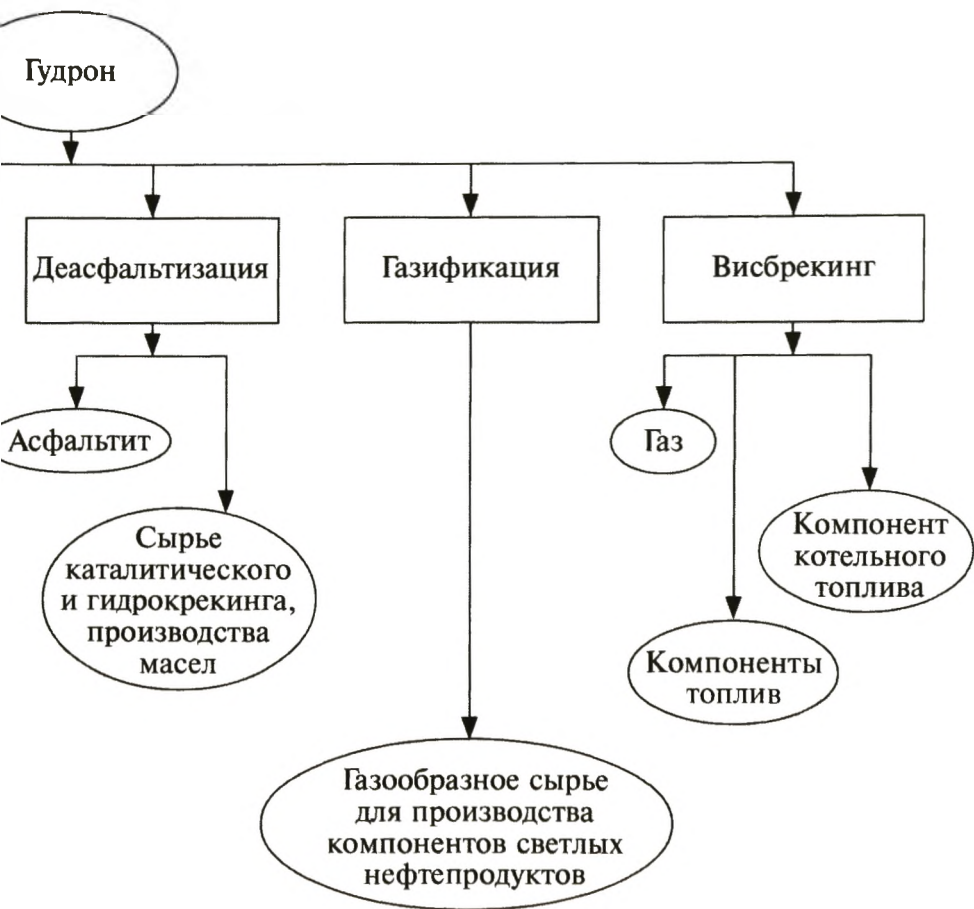 Гудрон
Деасфальтизация
Газификация
Висбрекинг
Асфальтит
Газ
Сырье
каталитического
и гидрокрекинга,
производства
масел
Компонент
котельного
топлива
Компоненты
топлив
Газообразное сырье
для производства
компонентов светлых
нефтепродуктов